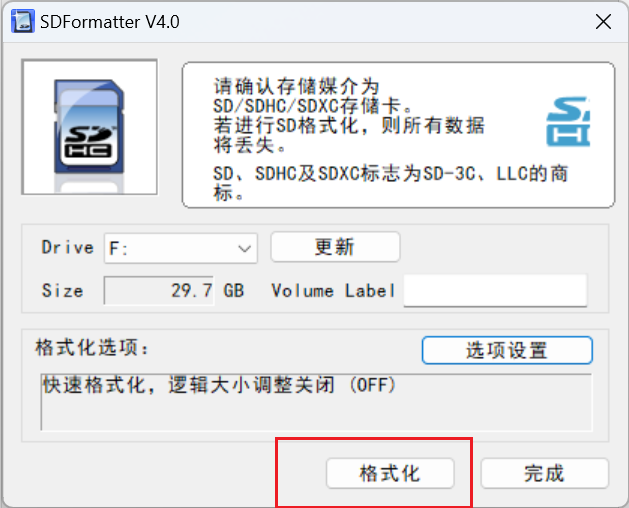 SDFormatter V4.0
请确认存储媒介为
SD/SDHC/SDXC存储卡。
若进行SD格式化，则所有数据
将丢失。
SD、SDHC及SDXC标志为SD-3C、LLC的商
标。
Drive F: 更新
Size 29.7 GB Volume Label
格式化选项： 选项设置
快速格式化，逻辑大小调整关闭 (OFF)
格式化 完成